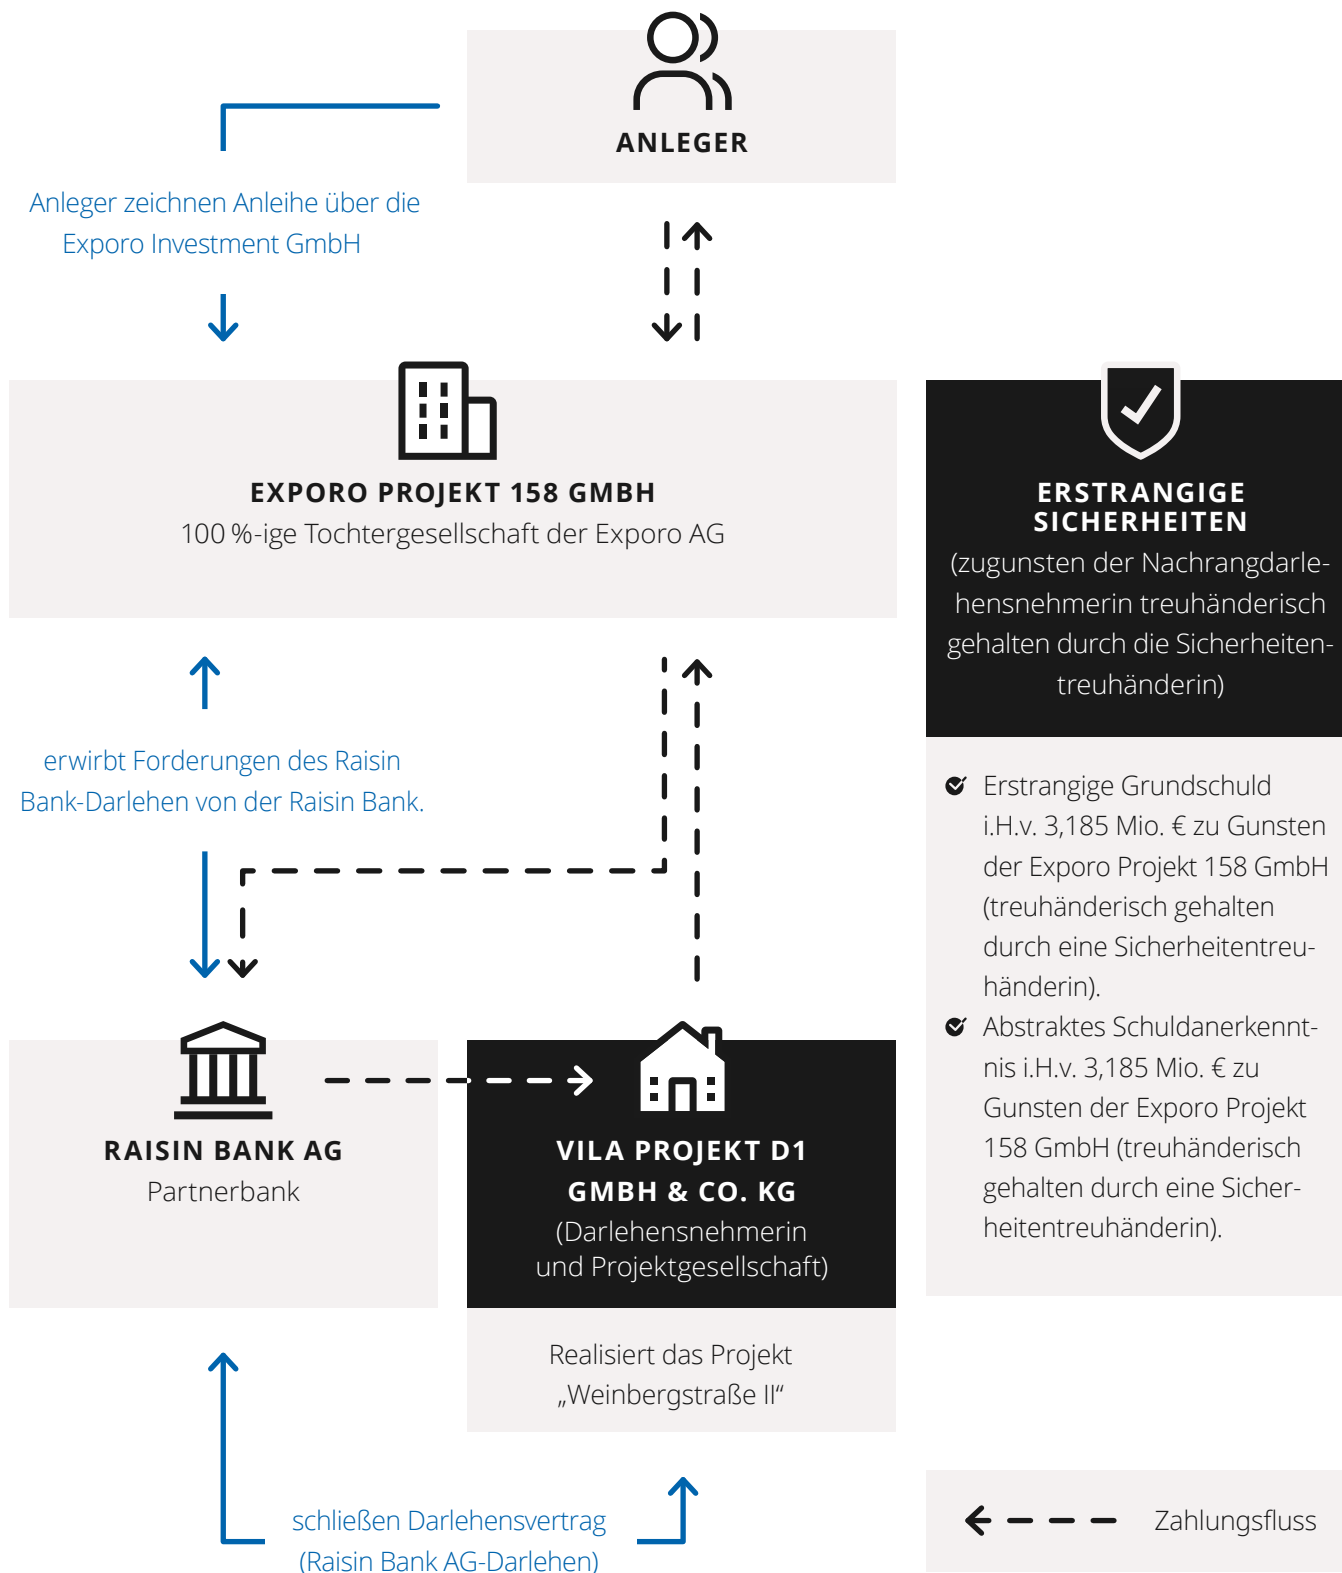 ANLEGER
Anleger zeichnen Anleihe über die
Exporo Investment GmbH
EXPORO PROJEKT 158 GMBH
100 %-ige Tochtergesellschaft der Exporo AG
ERSTRANGIGE
SICHERHEITEN
(zugunsten der Nachrangdarle-
hensnehmerin treuhänderisch
gehalten durch die Sicherheiten-
treuhänderin)
erwirbt Forderungen des Raisin
Bank-Darlehen von der Raisin Bank.
Erstrangige Grundschuld
i.H.v. 3,185 Mio. € zu Gunsten
der Exporo Projekt 158 GmbH
(treuhänderisch gehalten
durch eine Sicherheitentreu-
händerin).
Abstraktes Schuldanerkennt-
nis i.H.v. 3,185 Mio. € zu
Gunsten der Exporo Projekt
158 GmbH (treuhänderisch
gehalten durch eine Sicher-
heitentreuhänderin).
RAISIN BANK AG
Partnerbank
VILA PROJEKT D1
GMBH & CO. KG
(Darlehensnehmerin
und Projektgesellschaft)
Realisiert das Projekt
„Weinbergstraße II“
schließen Darlehensvertrag
(Raisin Bank AG-Darlehen)
Zahlungsfluss